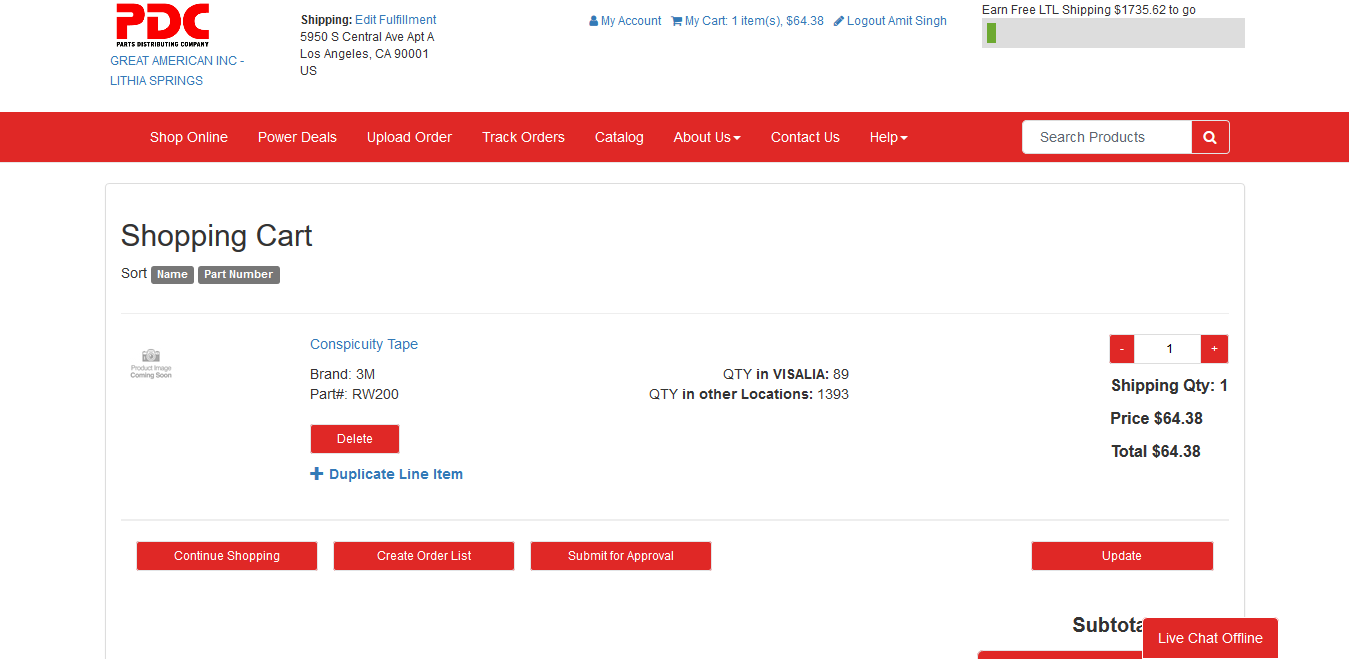 PDC
PARTS DISTRIBUTING COMPANY
GREAT AMERICAN INC -
LITHIA SPRINGS
Shipping: Edit Fulfillment
5950 S Central Ave Apt A
Los Angeles, CA 90001
US
My Account My Cart: 1 item(s), $64.38 Logout Amit Singh
Earn Free LTL Shipping $1735.62 to go
Shop Online Power Deals Upload Order Track Orders Catalog About Us Contact Us Help Search Products
Shopping Cart
Sort Name Part Number
Product Image
Coming Soon
Conspicuity Tape
Brand: 3M
Part#: RW200
QTY in VISALIA: 89
QTY in other Locations: 1393
- 1 +
Shipping Qty: 1
Price $64.38
Total $64.38
Delete
+ Duplicate Line Item
Continue Shopping Create Order List Submit for Approval Update
Live Chat Offline